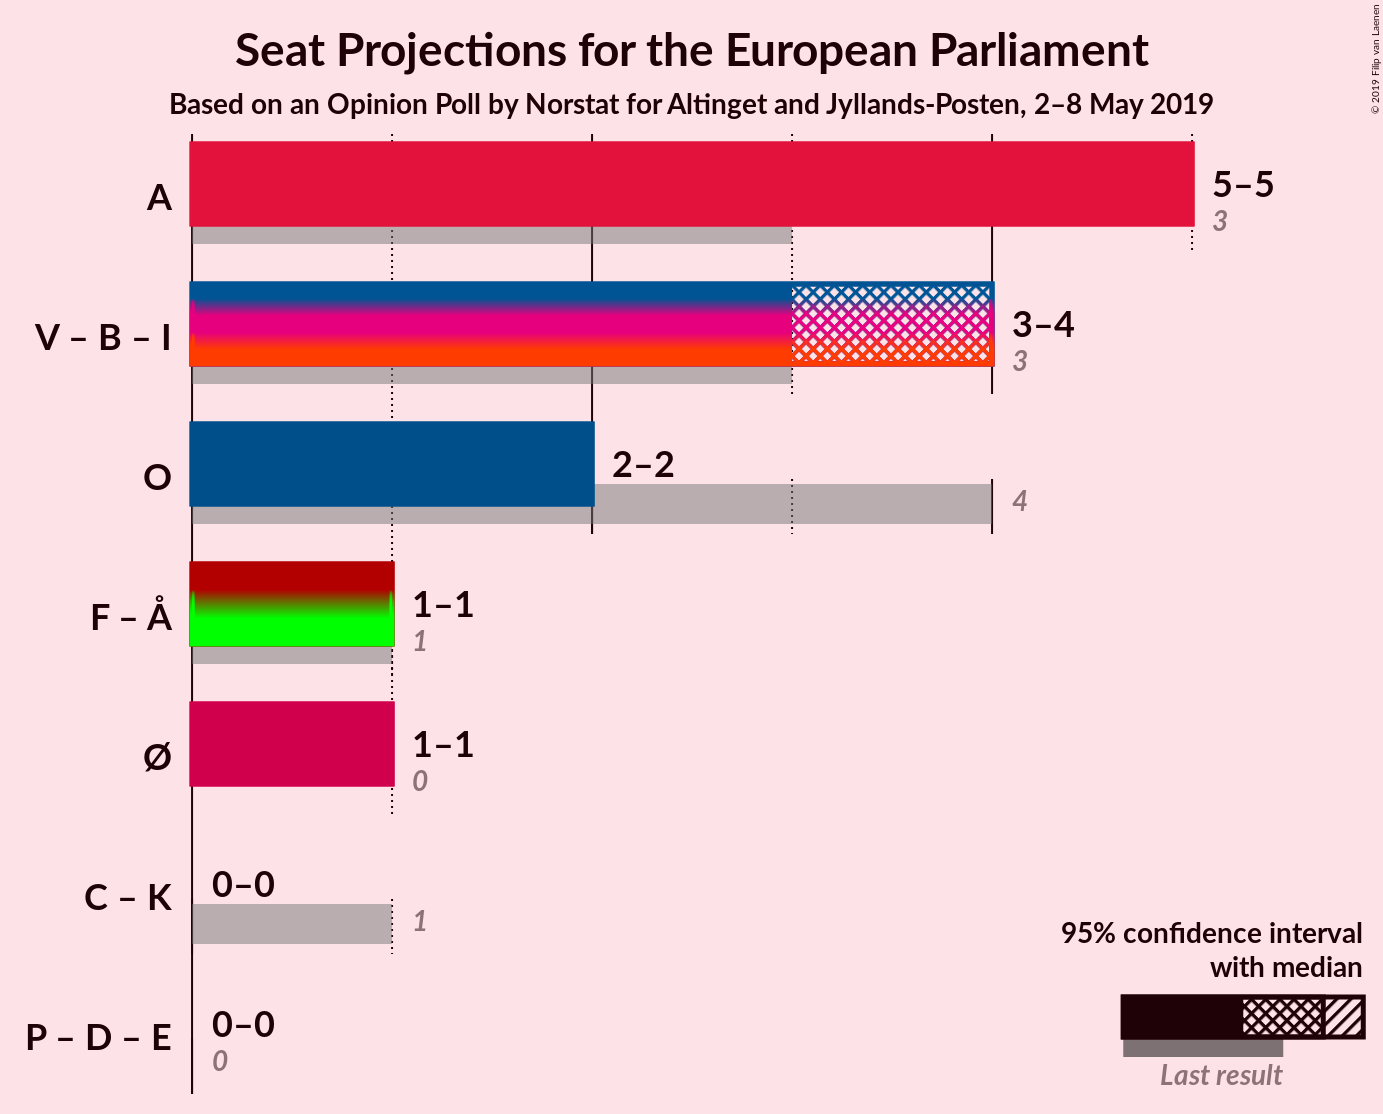 Seat Projections for the European Parliament
Based on an Opinion Poll by Norstat for Altinget and Jyllands-Posten, 2–8 May 2019
© 2019 Filip van Laenen
A
5–5
3
V – B – I
3–4
3
O
2–2
4
F – Å
1–1
1
Ø
1–1
0
C – K
0–0
1
P – D – E
0–0
0
95% confidence interval
with median
Last result